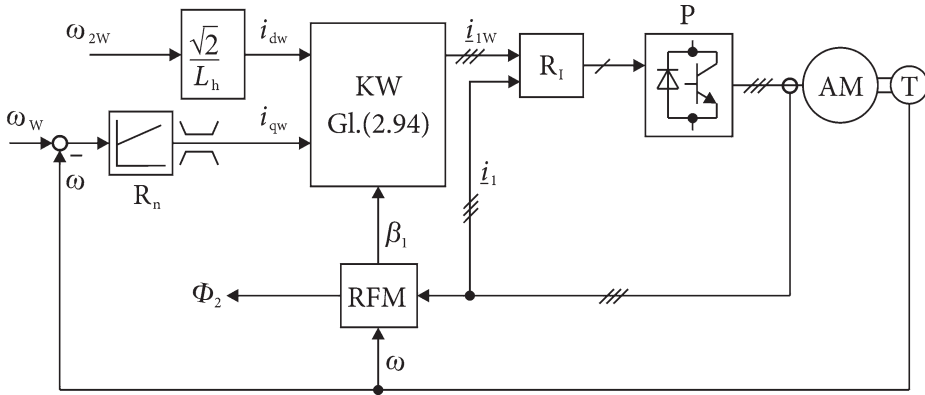 P
ω2W
√2
Lh
idw
i1W
RI
AM
T
KW
Gl.(2.94)
ωW
iqw
−
ω
Rn
i1
β1
Φ2
RFM
ω